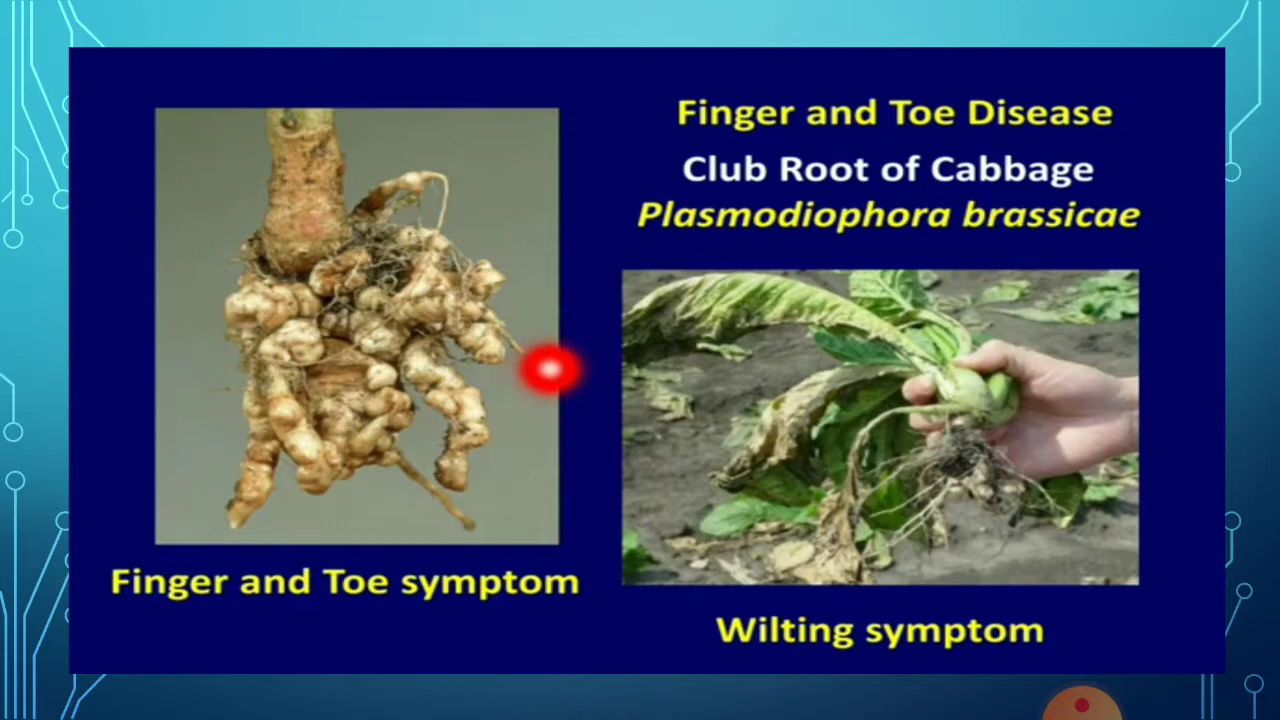 Finger and Toe Disease
Club Root of Cabbage
Plasmodiophora brassicae
Finger and Toe symptom
Wilting symptom